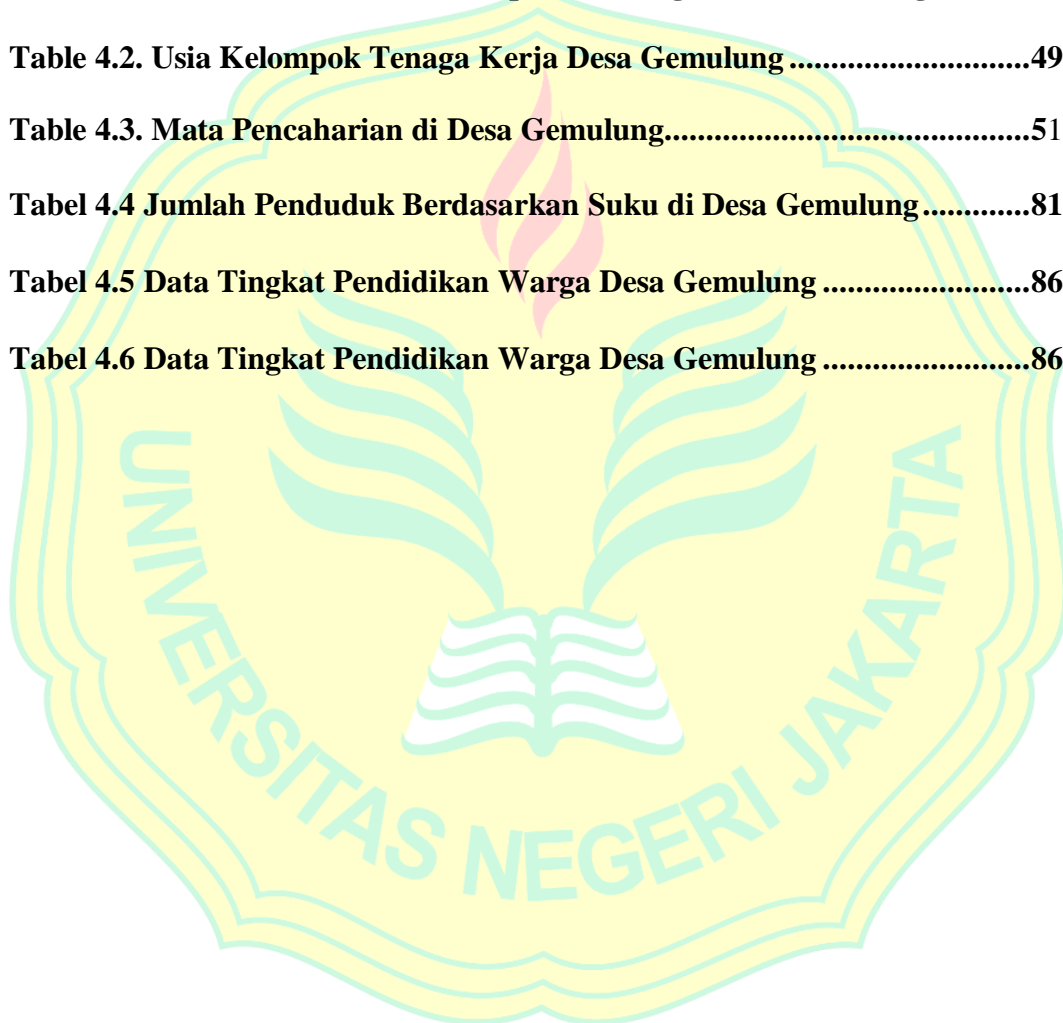 Table 4.2. Usia Kelompok Tenaga Kerja Desa Gemulung ............................49
Table 4.3. Mata Pencaharian di Desa Gemulung...........................................51
Tabel 4.4 Jumlah Penduduk Berdasarkan Suku di Desa Gemulung.............81
Tabel 4.5 Data Tingkat Pendidikan Warga Desa Gemulung ........................86
Tabel 4.6 Data Tingkat Pendidikan Warga Desa Gemulung ........................86
UNIVERSITAS NEGERI JAKARTA